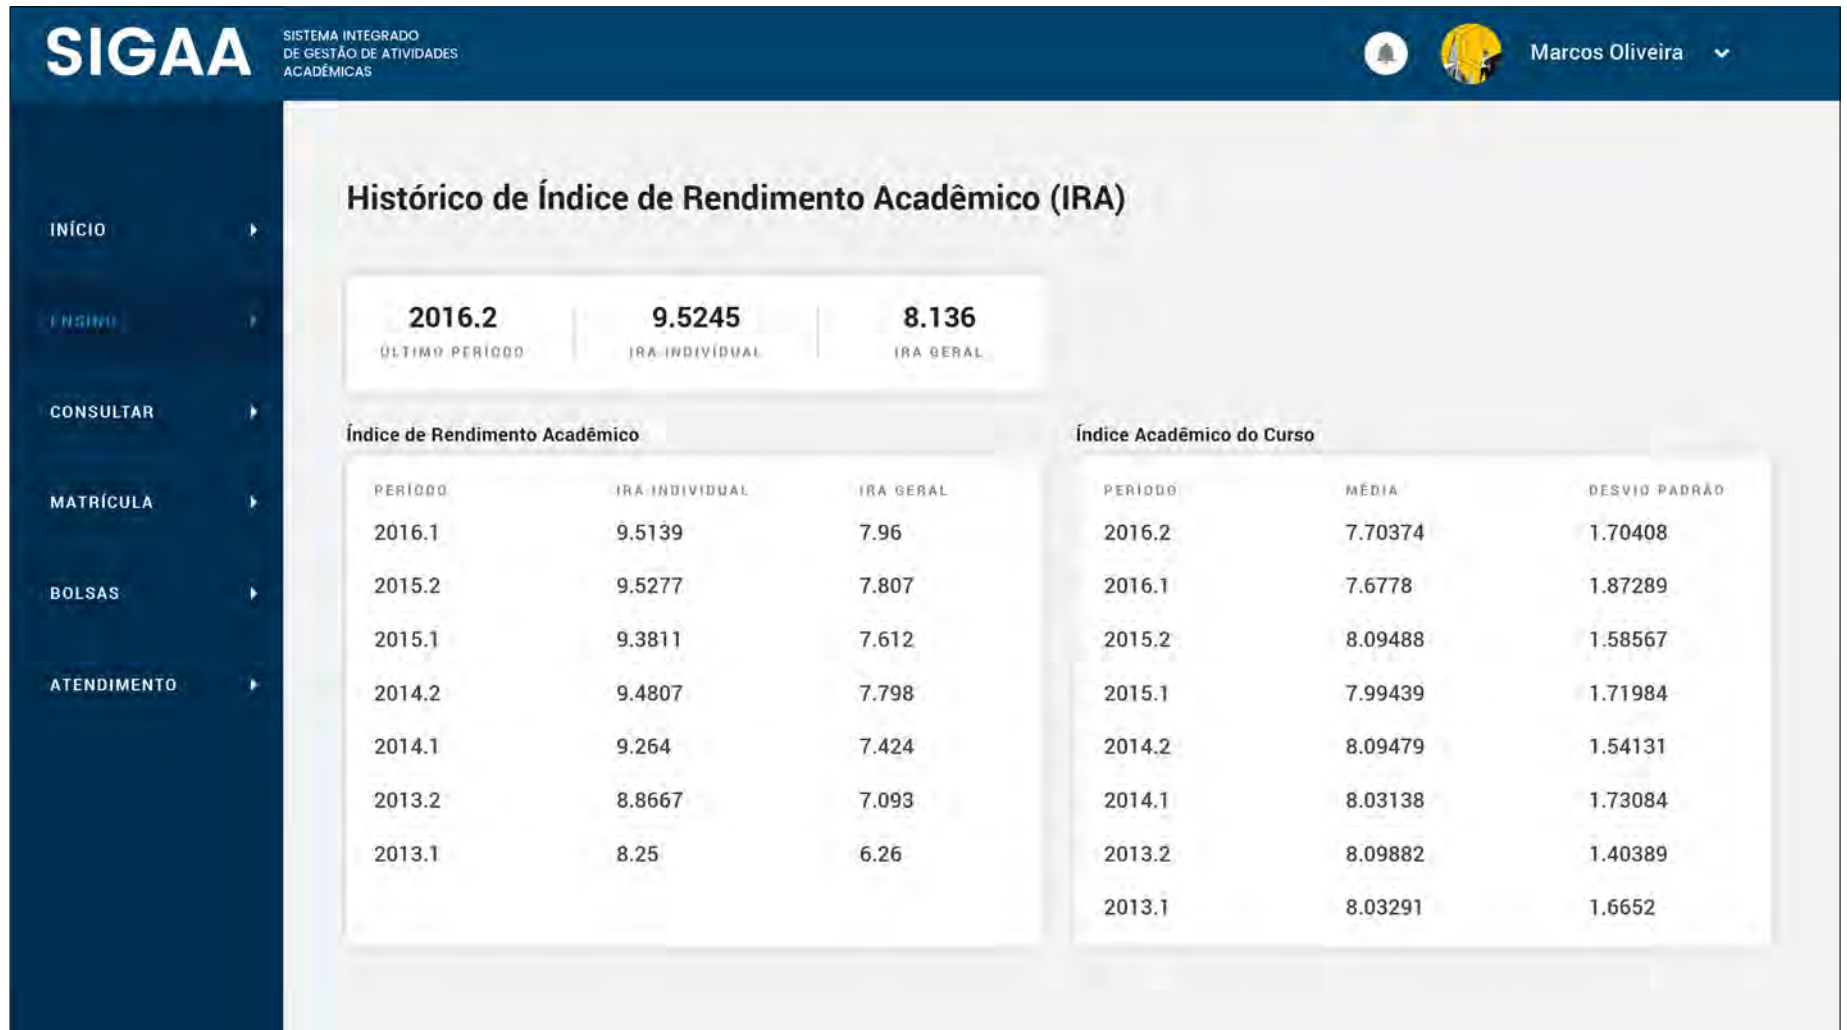 SIGAA
SISTEMA INTEGRADO
DE GESTÃO DE ATIVIDADES
ACADÊMICAS
Marcos Oliveira
INÍCIO
ENSINO
CONSULTAR
MATRÍCULA
BOLSAS
ATENDIMENTO
Histórico de Índice de Rendimento Acadêmico (IRA)
2016.2 9.5245 8.136
ÚLTIMO PERÍODO IRA INDIVÍDUAL IRA GERAL
Índice de Rendimento Acadêmico
PERÍODO IRA INDIVIDUAL IRA GERAL
2016.1 9.5139 7.96
2015.2 9.5277 7.807
2015.1 9.3811 7.612
2014.2 9.4807 7.798
2014.1 9.264 7.424
2013.2 8.8667 7.093
2013.1 8.25 6.26
Índice Acadêmico do Curso
PERÍODO MÉDIA DESVIO PADRÃO
2016.2 7.70374 1.70408
2016.1 7.6778 1.87289
2015.2 8.09488 1.58567
2015.1 7.99439 1.71984
2014.2 8.09479 1.54131
2014.1 8.03138 1.73084
2013.2 8.09882 1.40389
2013.1 8.03291 1.6652